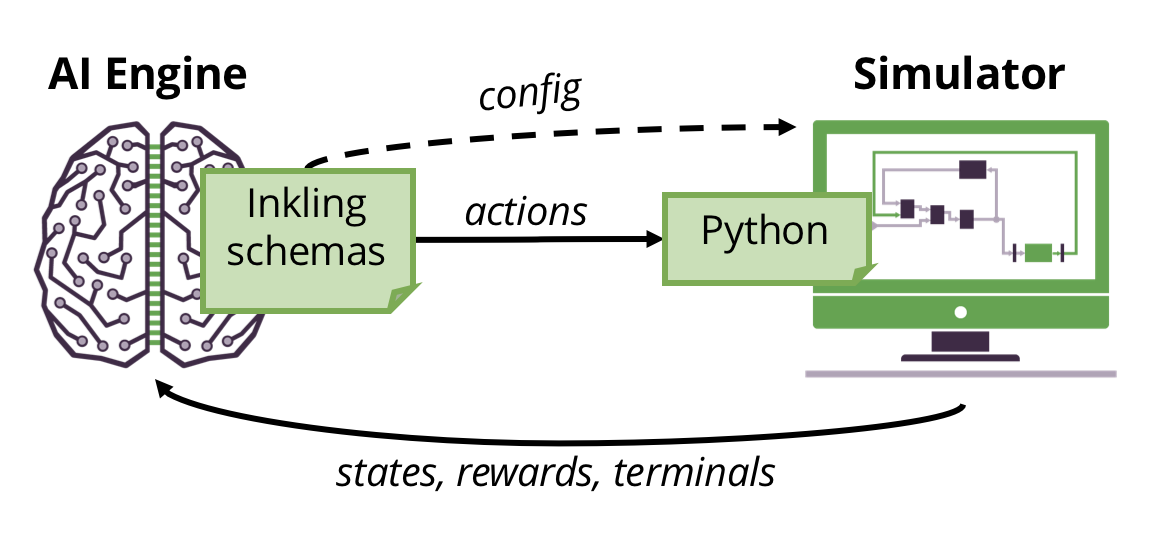 AI Engine
Simulator
config
Inkling
schemas
actions
Python
states, rewards, terminals